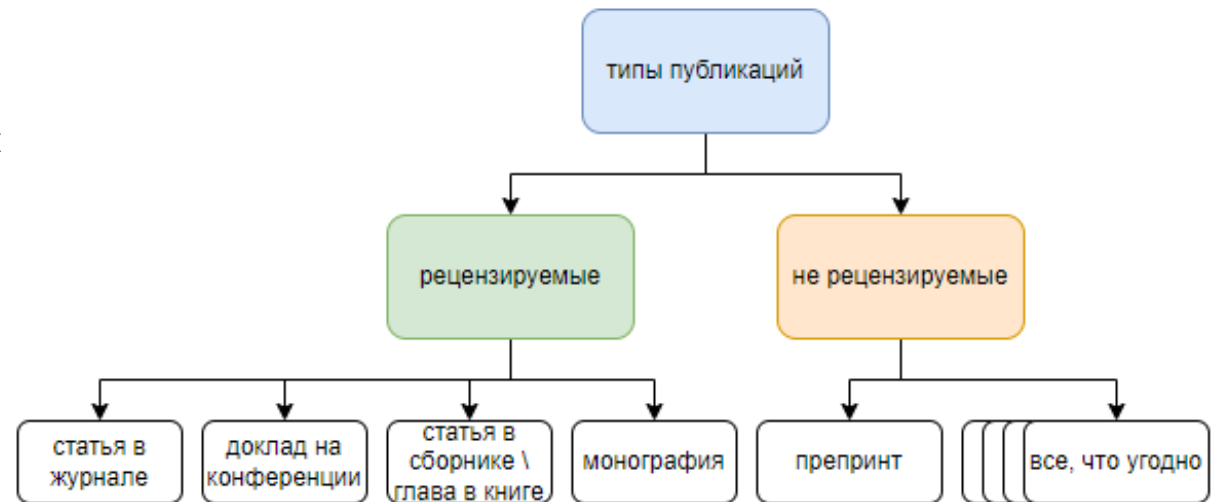 типы публикаций
рецензируемые
не рецензируемые
статья в
журнале
доклад на
конференции
статья в
сборнике \
глава в книге
монография
препринт
все, что угодно